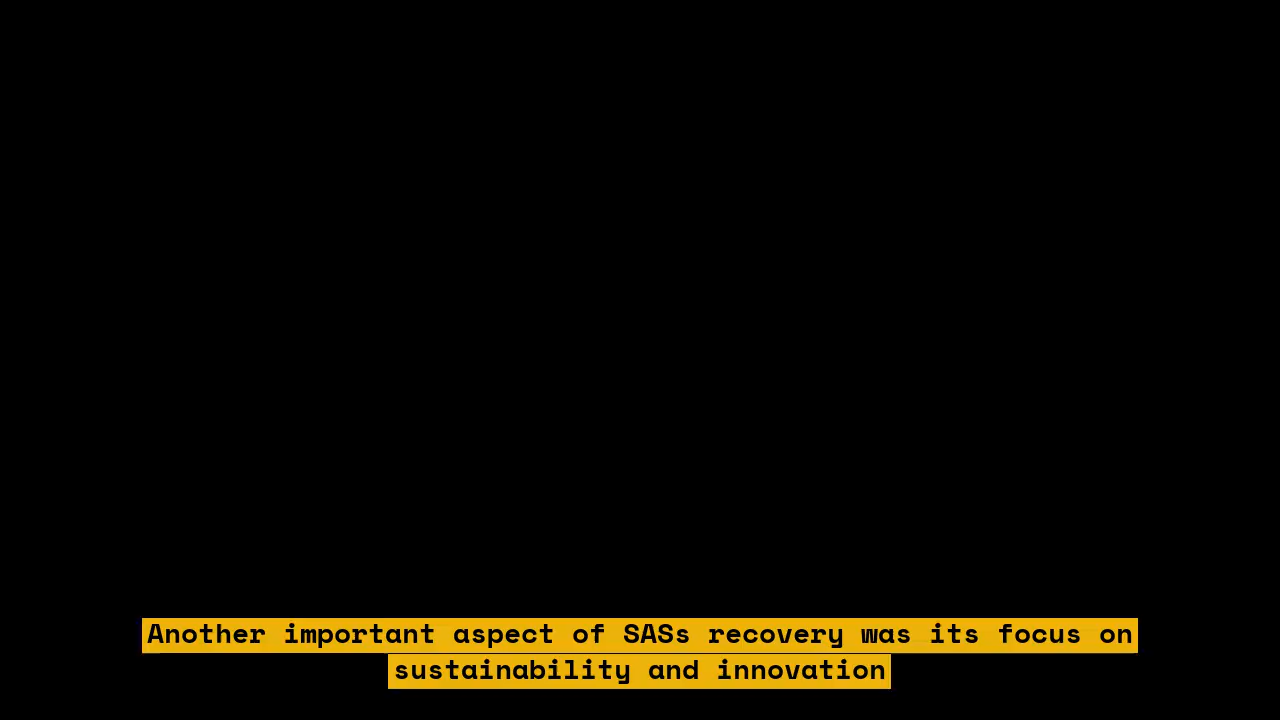 Another important aspect of SASs recovery was its focus on
sustainability and innovation